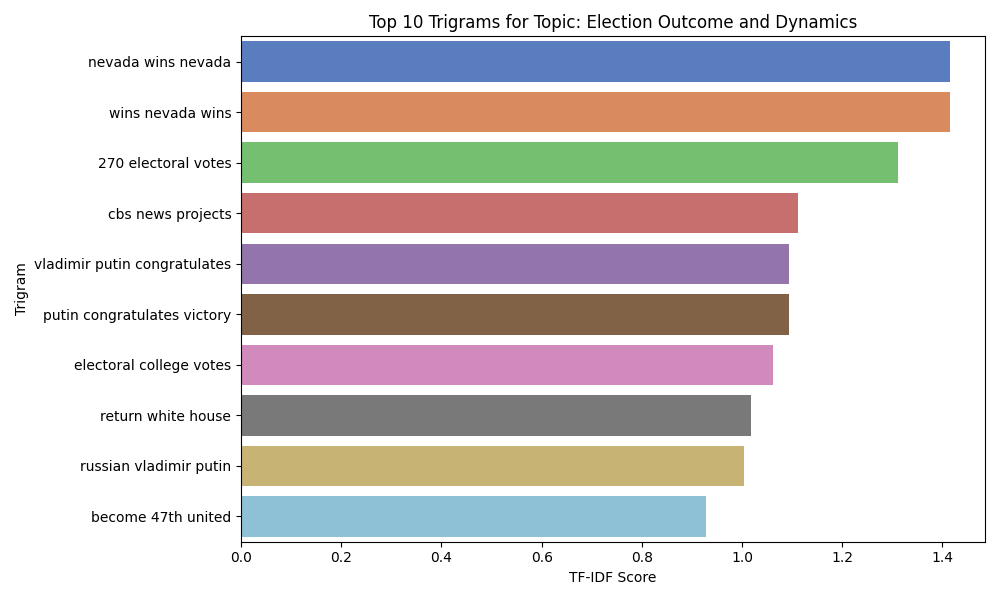 Top 10 Trigrams for Topic: Election Outcome and Dynamics
Trigram
nevada wins nevada
wins nevada wins
270 electoral votes
cbs news projects
vladimir putin congratulates
putin congratulates victory
electoral college votes
return white house
russian vladimir putin
become 47th united
0.0 0.2 0.4 0.6 0.8 1.0 1.2 1.4
TF-IDF Score